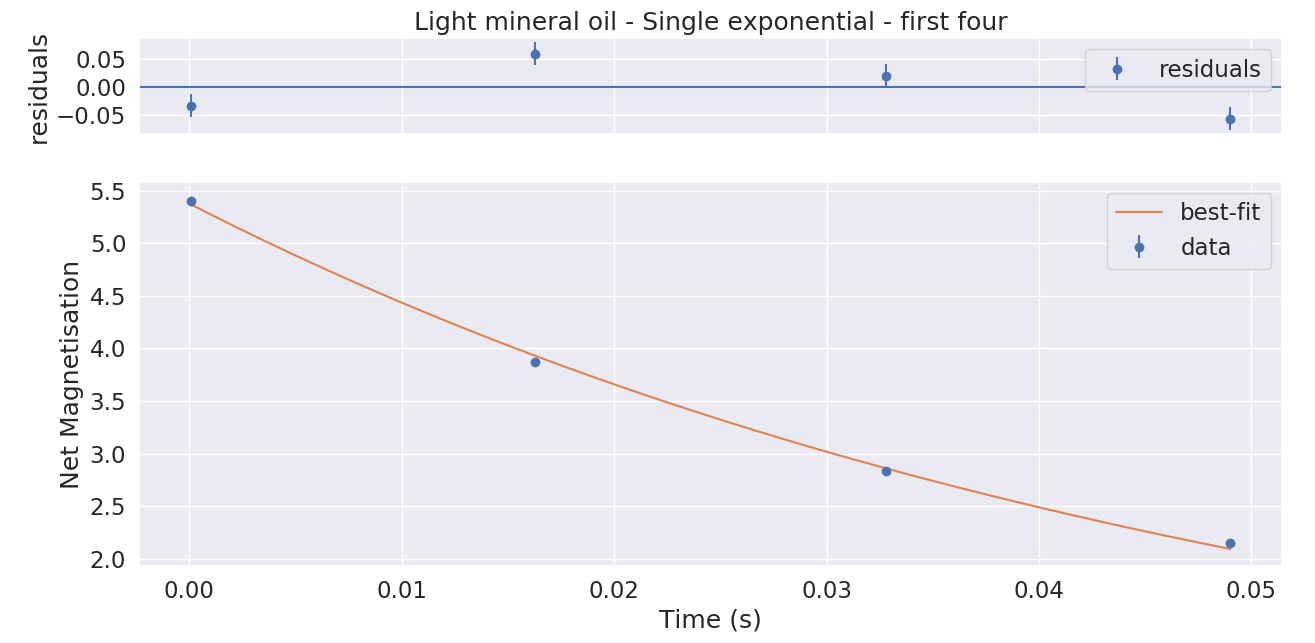 Light mineral oil - Single exponential - first four
residuals
0.05
0.00
−0.05
residuals
Net Magnetisation
5.5
5.0
4.5
4.0
3.5
3.0
2.5
2.0
best-fit
data
0.00 0.01 0.02 0.03 0.04 0.05
Time (s)